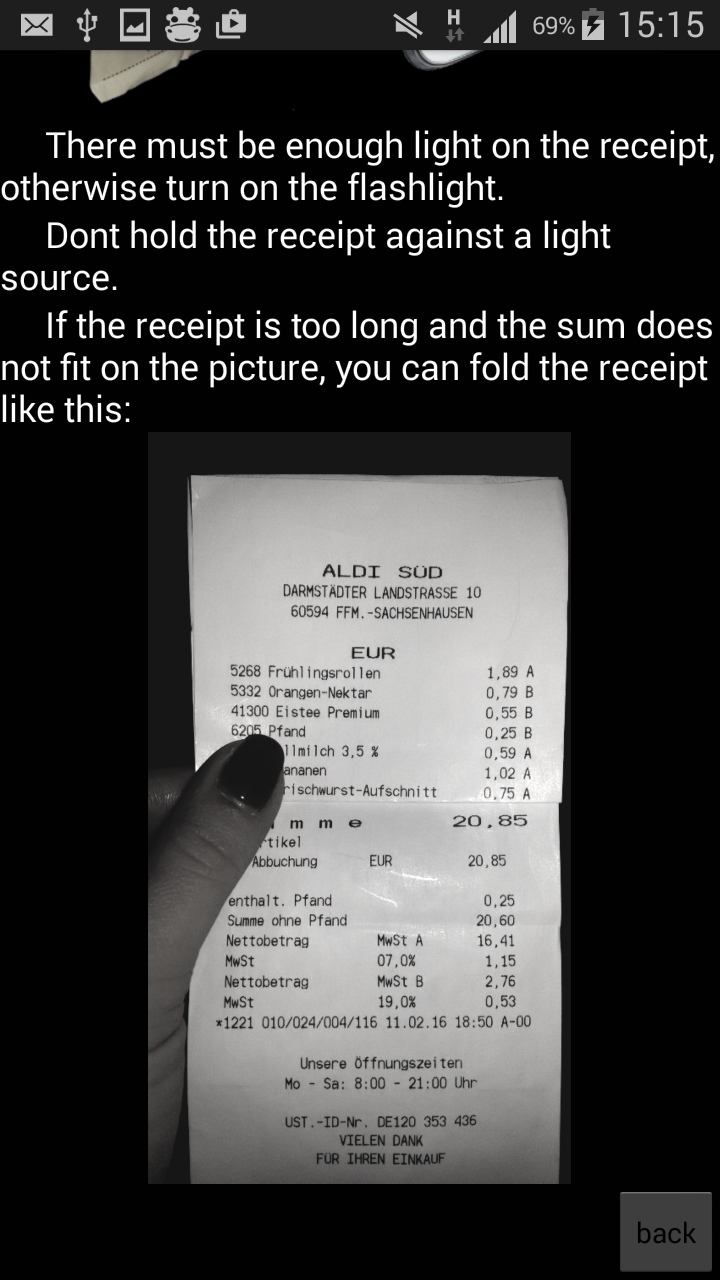 69% 15:15
H
There must be enough light on the receipt,
otherwise turn on the flashlight.
Dont hold the receipt against a light
source.
If the receipt is too long and the sum does
not fit on the picture, you can fold the receipt
like this:
ALDI SÜD
DARMSTÄDTER LANDSTRASSE 10
60594 FFM.-SACHSENHAUSEN
EUR
5268 Frühlingsrollen 1,89 A
5332 Orangen-Nektar 0,79 B
41300 Eistee Premium 0,55 B
6205 Pfand 0,25 B
llmilch 3,5 % 0,59 A
ananen 1,02 A
rischwurst-Aufschnitt 0,75 A
m m e 20,85
rtikel
Abbuchung EUR 20,85
enthalt. Pfand 0,25
Summe ohne Pfand 20,60
Nettobetrag MwSt A 16,41
MwSt 07,0% 1,15
Nettobetrag MwSt B 2,76
MwSt 19,0% 0,53
*1221 010/024/004/116 11.02.16 18:50 A-00
Unsere Öffnungszeiten
Mo - Sa: 8:00 - 21:00 Uhr
UST.-ID-Nr. DE120 353 436
VIELEN DANK
FÜR IHREN EINKAUF
back